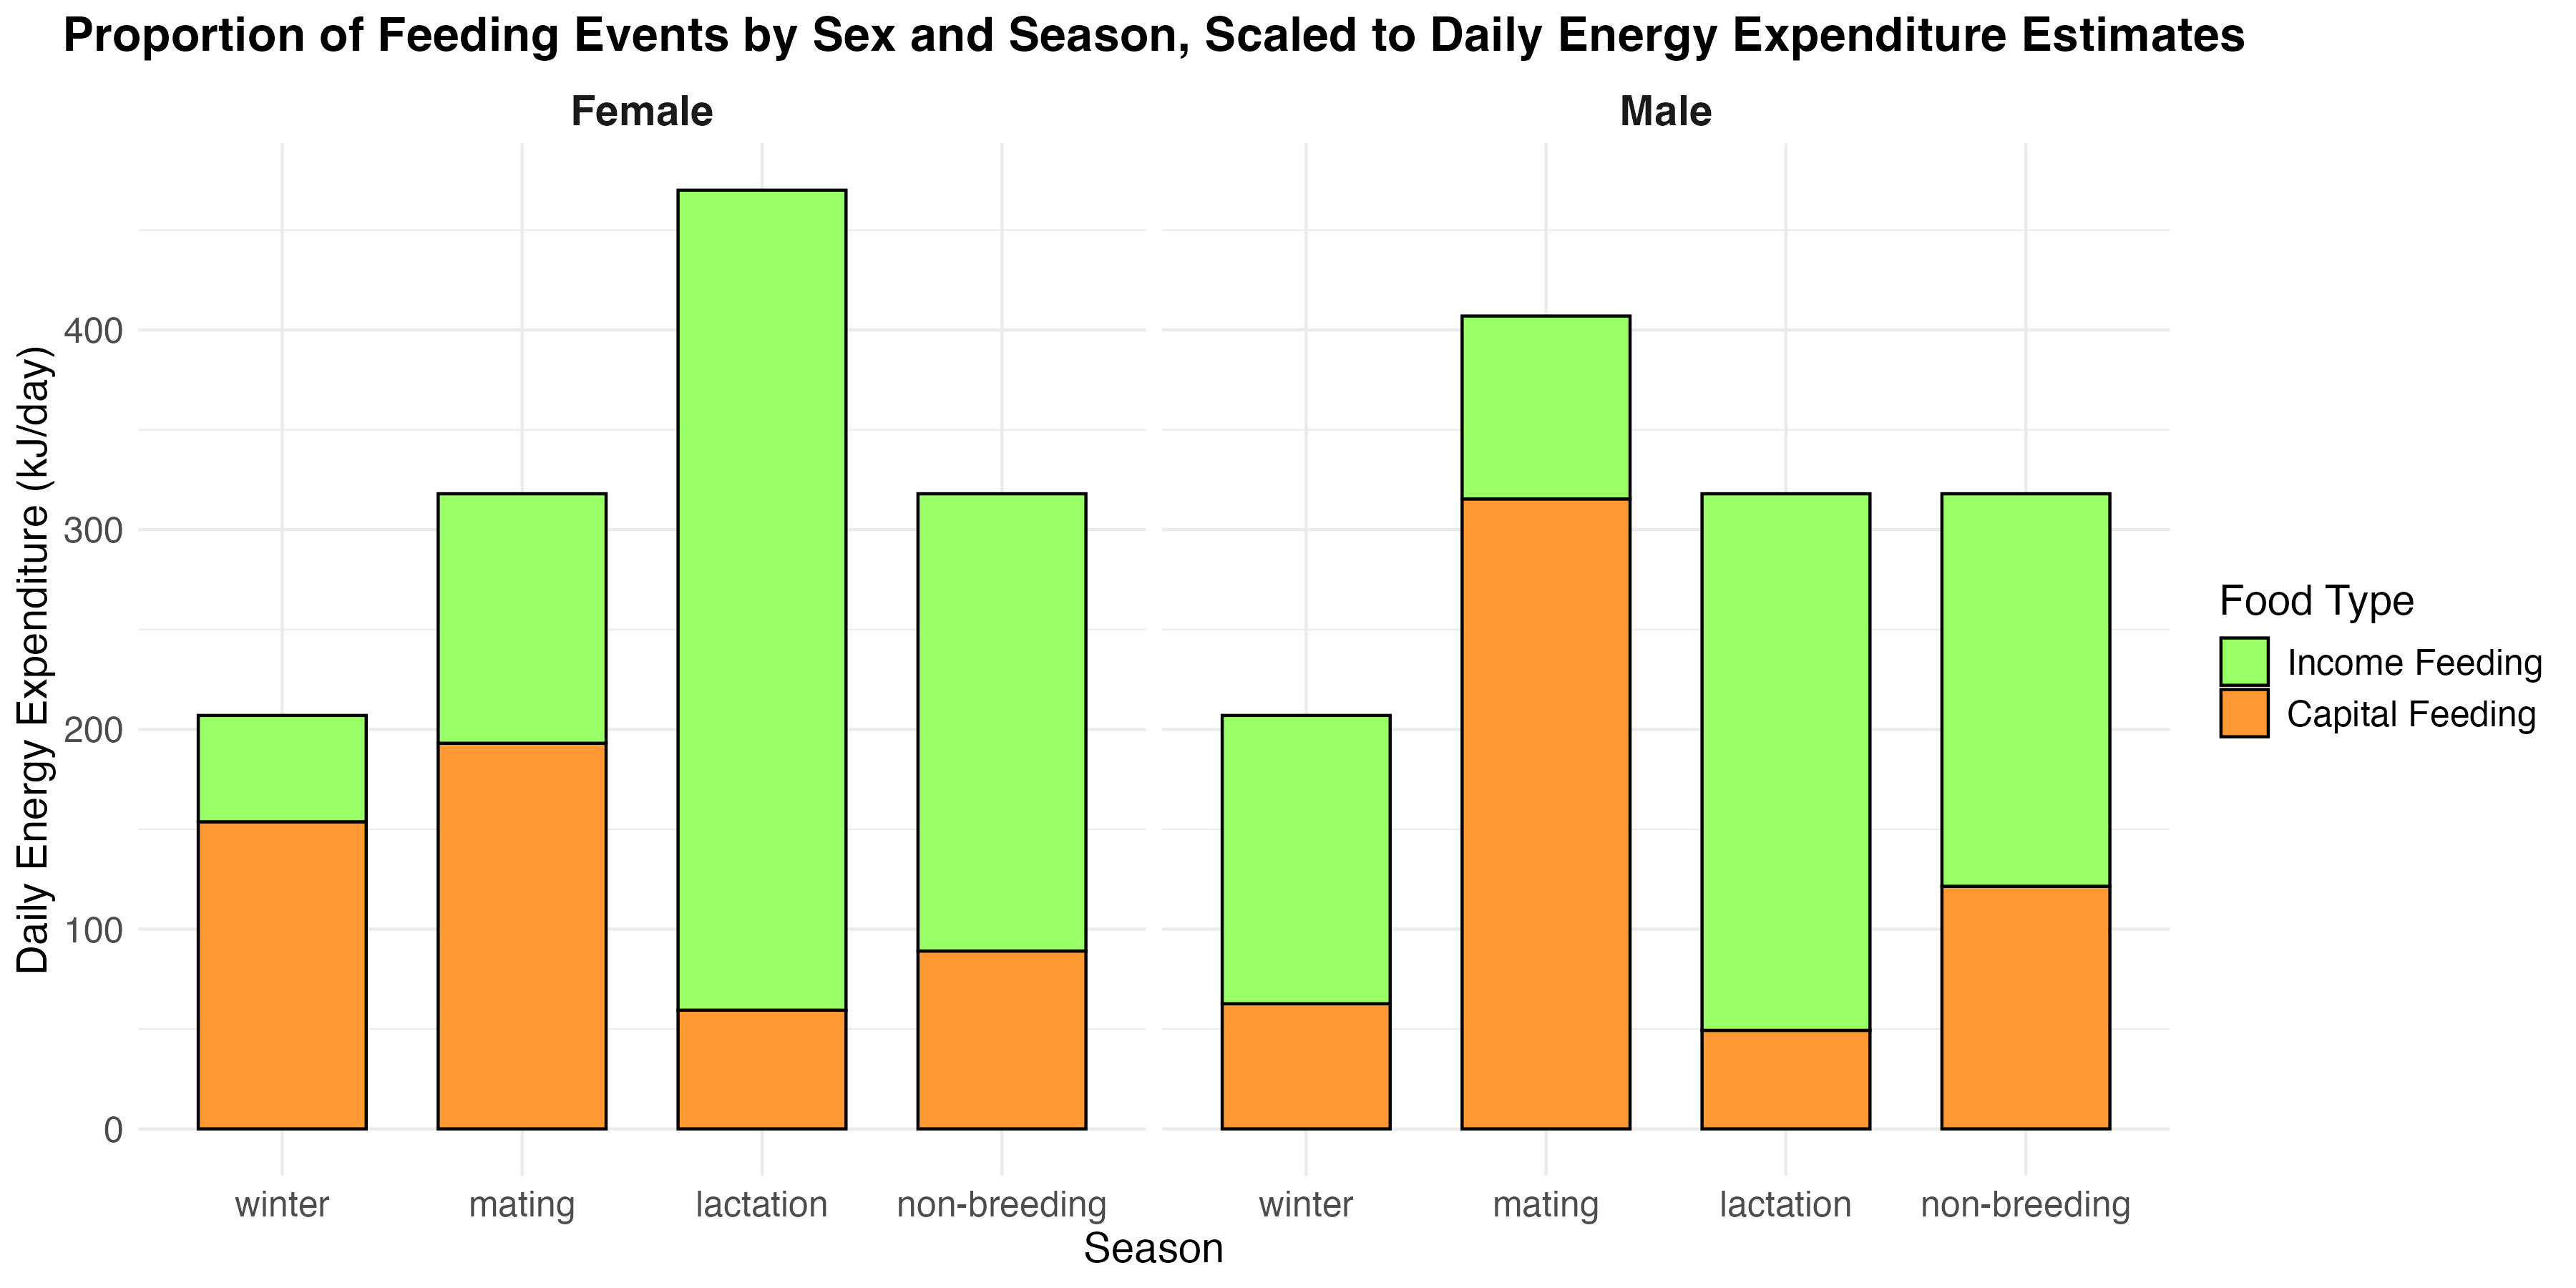 Proportion of Feeding Events by Sex and Season, Scaled to Daily Energy Expenditure Estimates
Female
Male
Daily Energy Expenditure (kJ/day)
400
300
200
100
0
winter
mating
lactation
non-breeding
winter
mating
lactation
non-breeding
Season
Food Type
Income Feeding
Capital Feeding